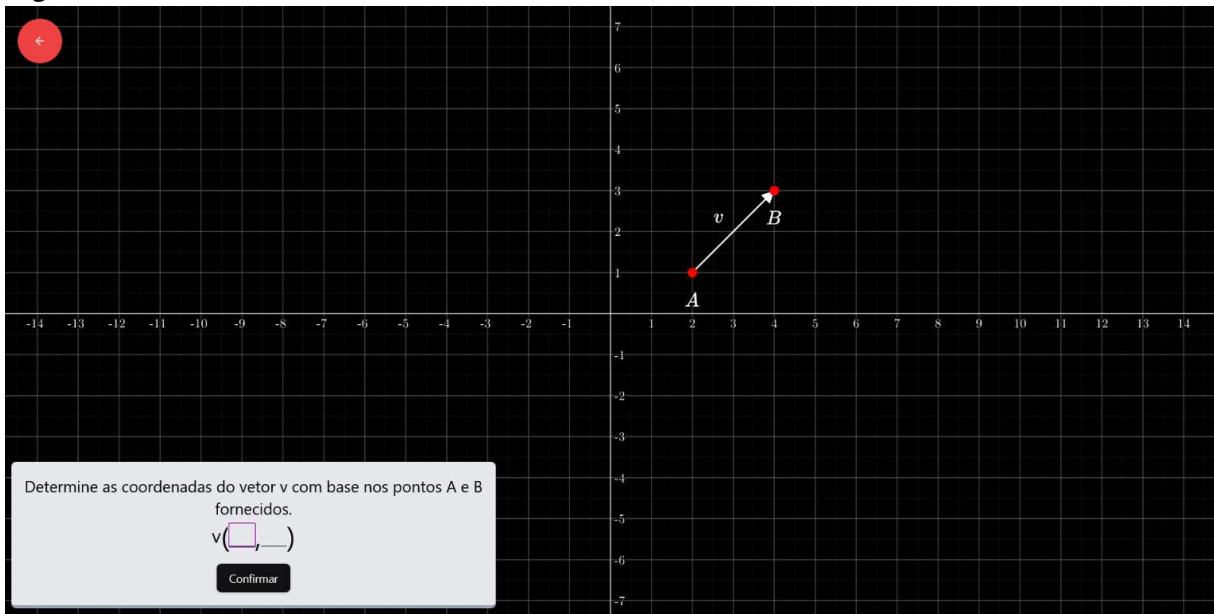 ←
7
6
5
4
3
v
B
2
1
A
-14 -13 -12 -11 -10 -9 -8 -7 -6 -5 -4 -3 -2 -1 1 2 3 4 5 6 7 8 9 10 11 12 13 14
-1
-2
-3
-4
Determine as coordenadas do vetor v com base nos pontos A e B
fornecidos.
-5
v(__,__)
-6
Confirmar
-7